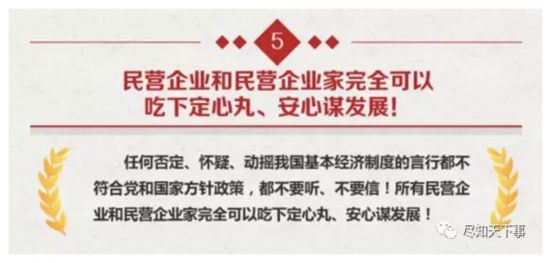 5
民营企业和民营企业家完全可以
吃下定心丸、安心谋发展!
任何否定、怀疑、动摇我国基本经济制度的言行都不
符合党和国家方针政策，都不要听、不要信！所有民营企
业和民营企业家完全可以吃下定心丸、安心谋发展！
尽知天下事